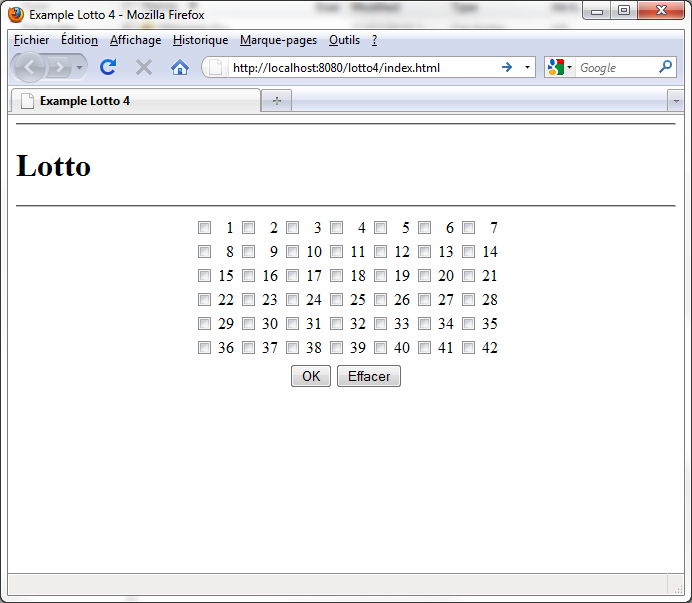 Example Lotto 4 - Mozilla Firefox
Fichier Édition Affichage Historique Marque-pages Outils ?
http://localhost:8080/lotto4/index.html Google
Example Lotto 4
Lotto
1 2 3 4 5 6 7
8 9 10 11 12 13 14
15 16 17 18 19 20 21
22 23 24 25 26 27 28
29 30 31 32 33 34 35
36 37 38 39 40 41 42
OK Effacer